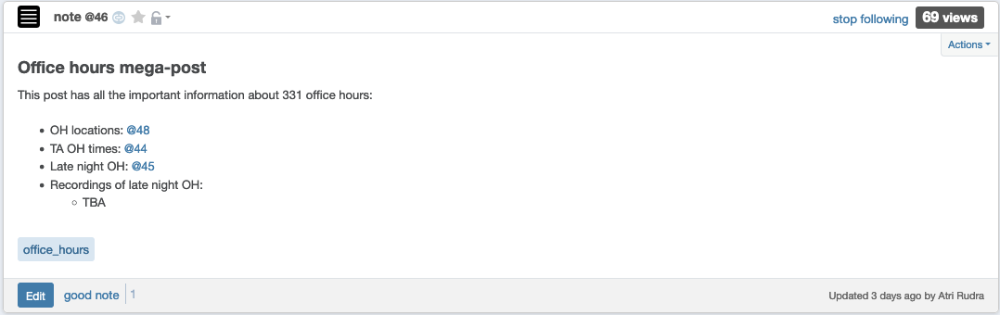 note @46
stop following 69 views
Actions
Office hours mega-post
This post has all the important information about 331 office hours:
• OH locations: @48
• TA OH times: @44
• Late night OH: @45
• Recordings of late night OH:
◦ TBA
office_hours
Edit good note 1 Updated 3 days ago by Atri Rudra